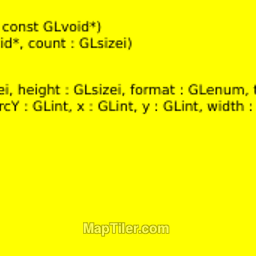 const GLvoid*)
id*, count : GLsizei)
ei, height : GLsizei, format : GLenum, t
rcY : GLint, x : GLint, y : GLint, width :
MapTiler.com